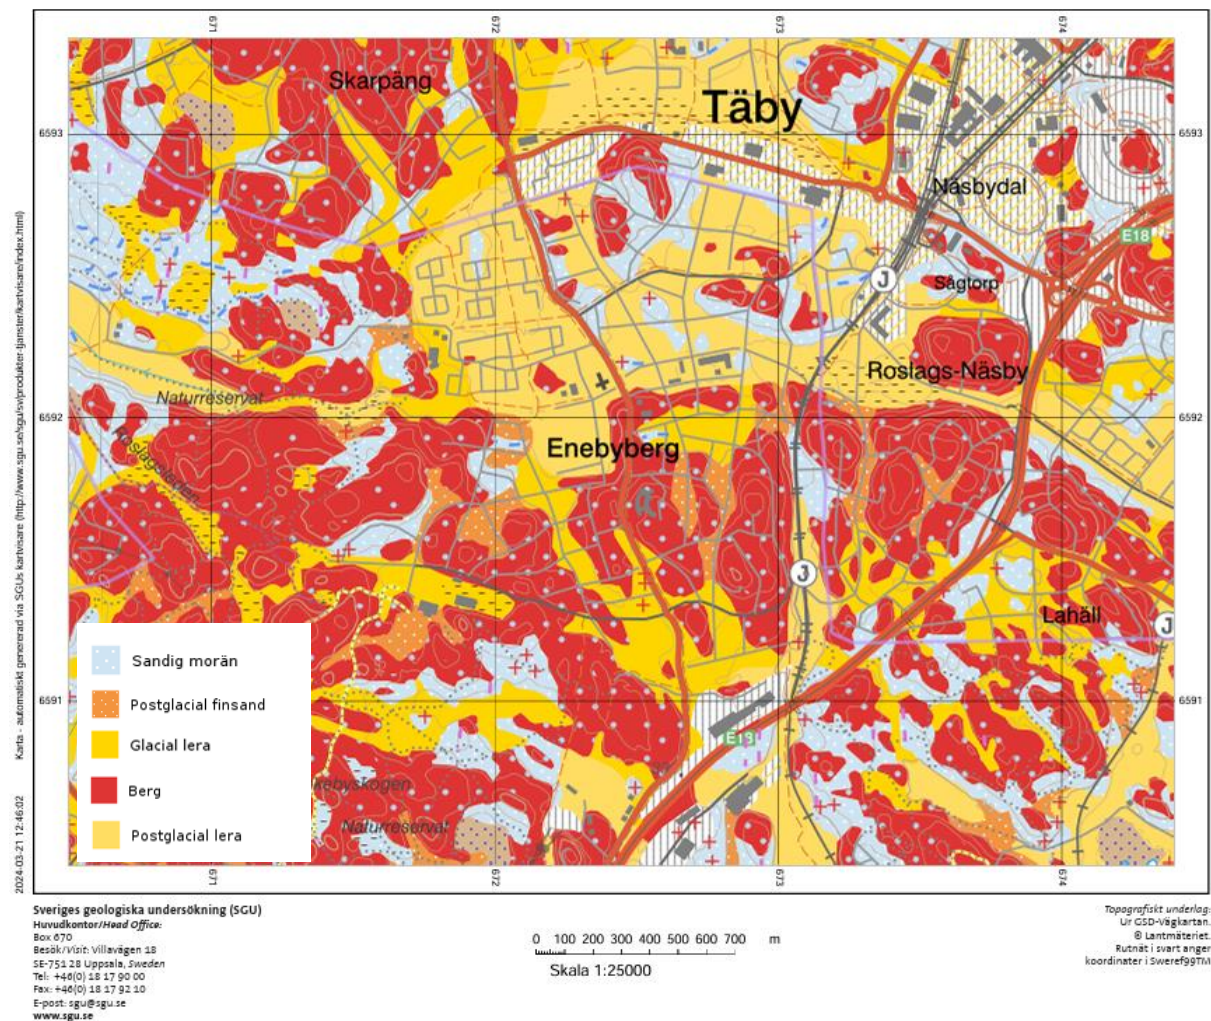 671
672
673
674
Skarpäng
Täby
6593
6593
Näsbydal
E18
J
Sågtorp
Roslags-Näsby
Naturreservat
6592
6592
Enebyberg
Roslagsleden
a
J
Lahäll
J
6591
6591
E18
Naturreservat
Sandig morän
Postglacial finsand
Glacial lera
Berg
Postglacial lera
671
672
673
674
Karta - automatiskt genererad via SGUs kartvisare (http://www.sgu.se/sgu/sv/produkter-tjanster/kartvisare/index.html)
2024-03-21 12:46:02
Sveriges geologiska undersökning (SGU)
Huvudkontor/Head Office:
Box 670
Besök/Visit: Villavägen 18
SE-751 28 Uppsala, Sweden
Tel: +46(0) 18 17 90 00
Fax: +46(0) 18 17 92 10
E-post: sgu@sgu.se
www.sgu.se
0 100 200 300 400 500 600 700 m
Skala 1:25000
Topografiskt underlag:
Ur GSD-Vägkartan.
© Lantmäteriet.
Rutnät i svart anger
koordinater i Sweref99TM